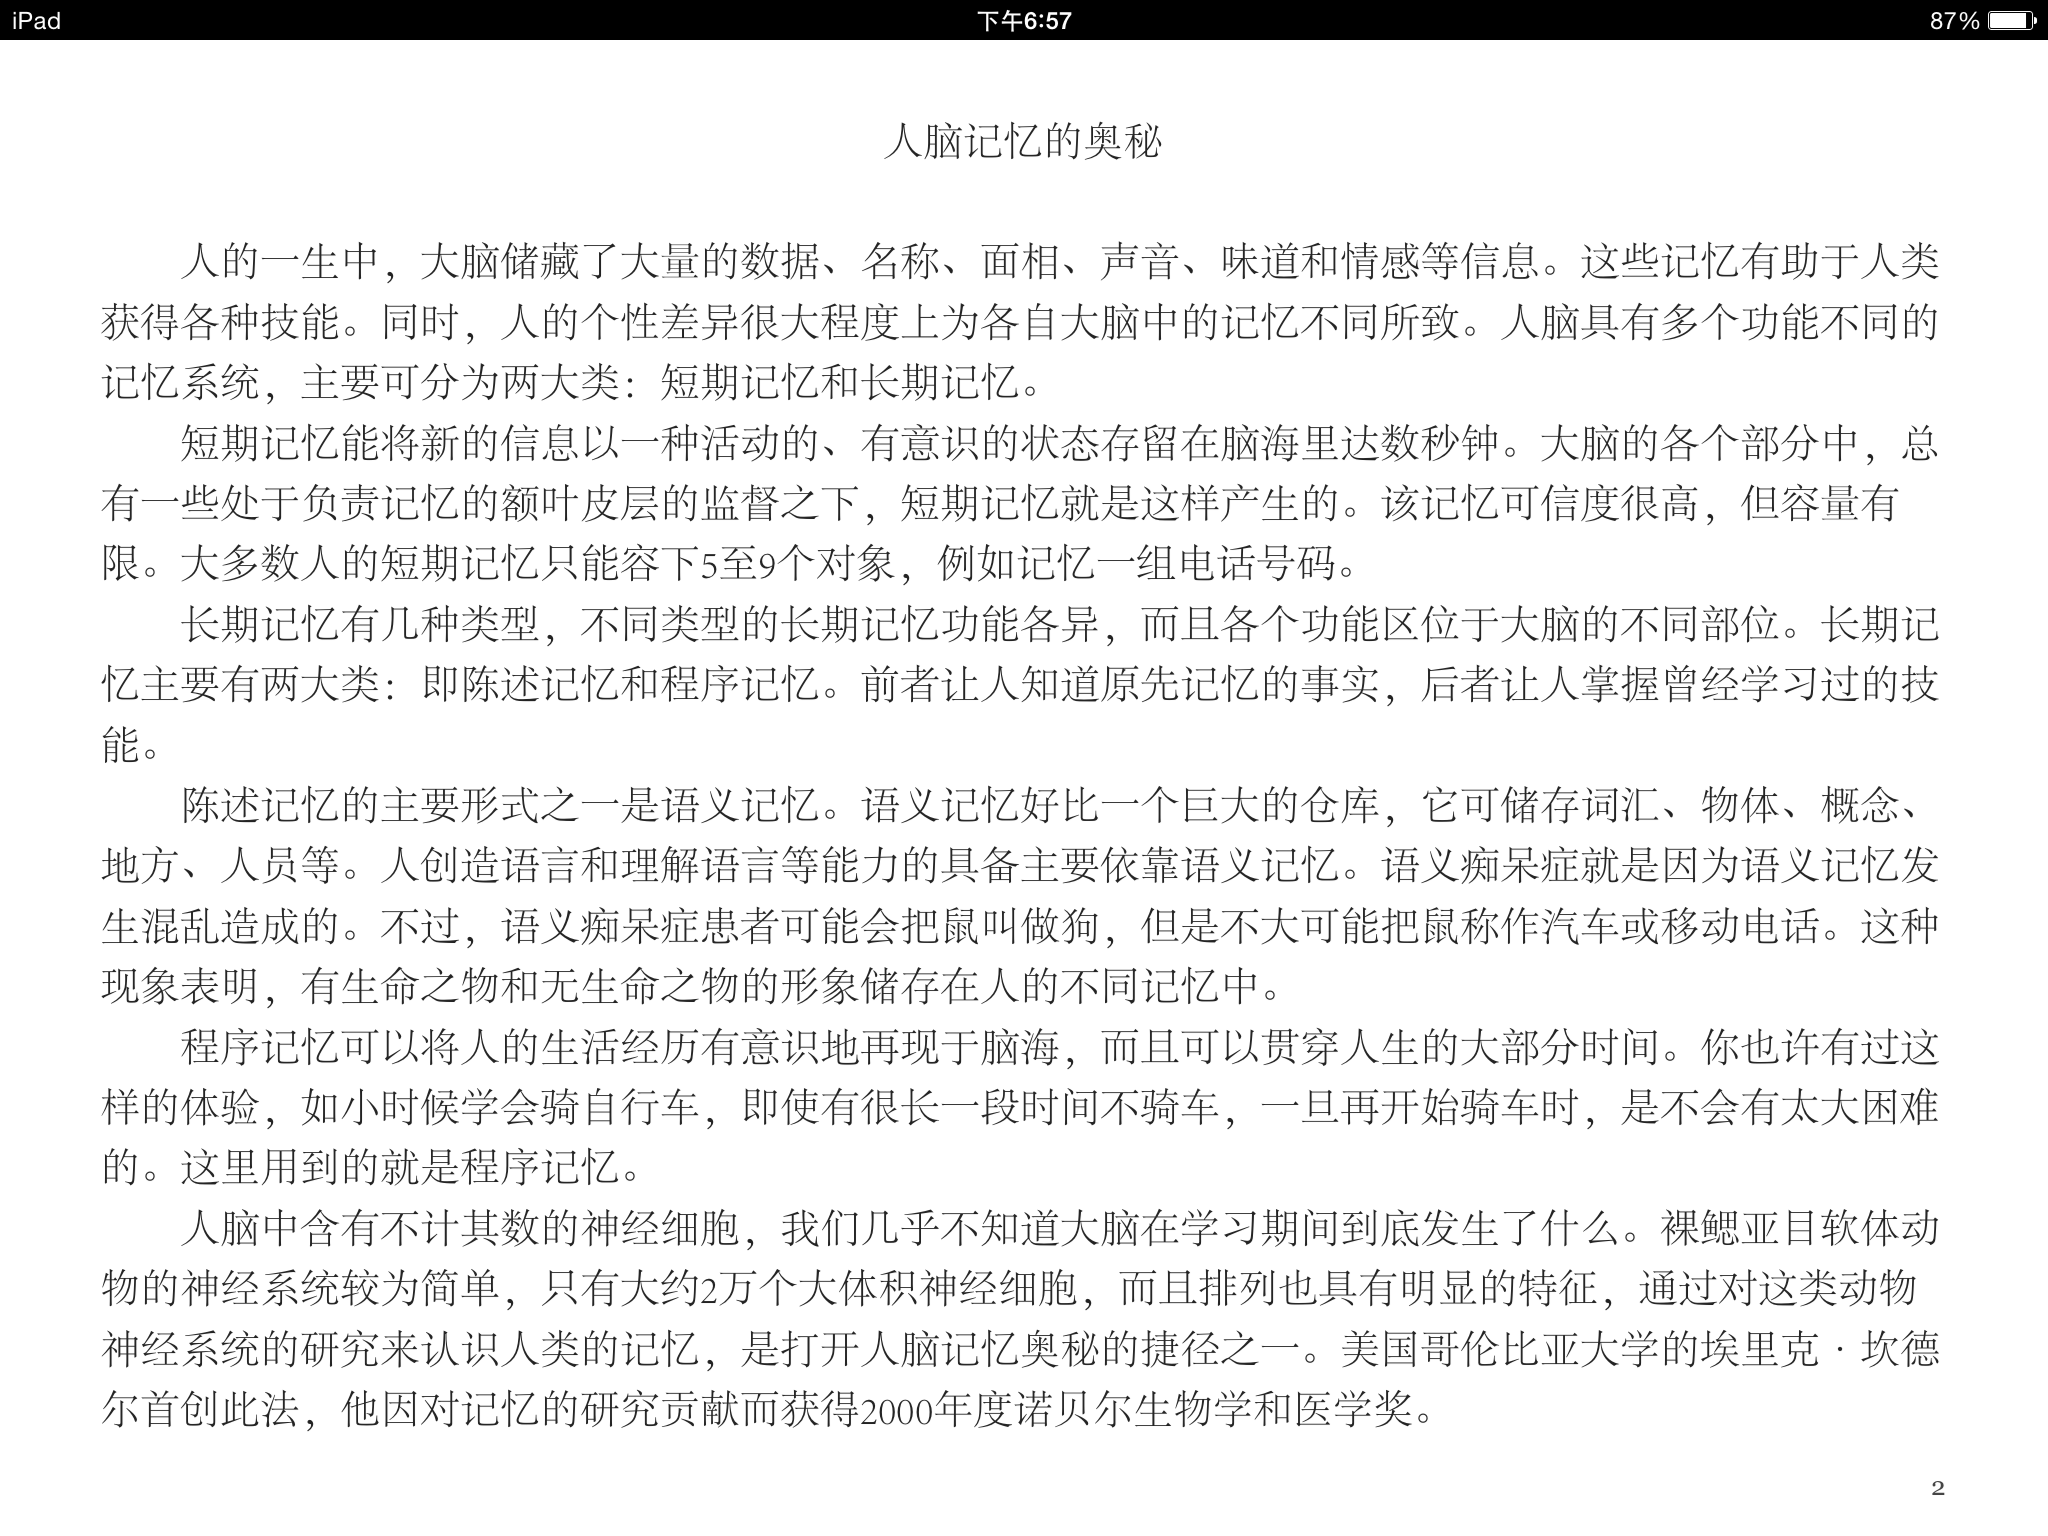 iPad 下午6:57 87%
人脑记忆的奥秘
人的一生中，大脑储藏了大量的数据、名称、面相、声音、味道和情感等信息。这些记忆有助于人类
获得各种技能。同时，人的个性差异很大程度上为各自大脑中的记忆不同所致。人脑具有多个功能不同的
记忆系统，主要可分为两大类：短期记忆和长期记忆。
短期记忆能将新的信息以一种活动的、有意识的状态存留在脑海里达数秒钟。大脑的各个部分中，总
有一些处于负责记忆的额叶皮层的监督之下，短期记忆就是这样产生的。该记忆可信度很高，但容量有
限。大多数人的短期记忆只能容下5至9个对象，例如记忆一组电话号码。
长期记忆有几种类型，不同类型的长期记忆功能各异，而且各个功能区位于大脑的不同部位。长期记
忆主要有两大类：即陈述记忆和程序记忆。前者让人知道原先记忆的事实，后者让人掌握曾经学习过的技
能。
陈述记忆的主要形式之一是语义记忆。语义记忆好比一个巨大的仓库，它可储存词汇、物体、概念、
地方、人员等。人创造语言和理解语言等能力的具备主要依靠语义记忆。语义痴呆症就是因为语义记忆发
生混乱造成的。不过，语义痴呆症患者可能会把鼠叫做狗，但是不大可能把鼠称作汽车或移动电话。这种
现象表明，有生命之物和无生命之物的形象储存在人的不同记忆中。
程序记忆可以将人的生活经历有意识地再现于脑海，而且可以贯穿人生的大部分时间。你也许有过这
样的体验，如小时候学会骑自行车，即使有很长一段时间不骑车，一旦再开始骑车时，是不会有太大困难
的。这里用到的就是程序记忆。
人脑中含有不计其数的神经细胞，我们几乎不知道大脑在学习期间到底发生了什么。裸鳃亚目软体动
物的神经系统较为简单，只有大约2万个大体积神经细胞，而且排列也具有明显的特征，通过对这类动物
神经系统的研究来认识人类的记忆，是打开人脑记忆奥秘的捷径之一。美国哥伦比亚大学的埃里克·坎德
尔首创此法，他因对记忆的研究贡献而获得2000年度诺贝尔生物学和医学奖。
2